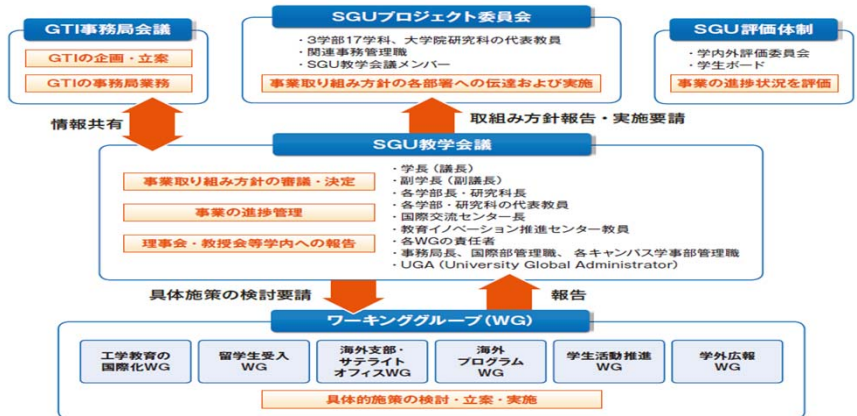 GTI事務局会議
GTIの企画・立案
GTIの事務局業務
SGUプロジェクト委員会
・3学部17学科、大学院研究科の代表教員
・関連事務管理職
・SGU教学会議メンバー
事業取り組み方針の各部署への伝達および実施
SGU評価体制
・学内外評価委員会
・学生ボード
事業の進捗状況を評価
情報共有
取組み方針報告・実施要請
SGU教学会議
事業取り組み方針の審議・決定
事業の進捗管理
理事会・教授会等学内への報告
・学長（議長）
・副学長（副議長）
・各学部長・研究科長
・各学部・研究科の代表教員
・国際交流センター長
・教育イノベーション推進センター教員
・各WGの責任者
・事務局長、国際部管理職、各キャンパス学事部管理職
・UGA（University Global Administrator）
具体施策の検討要請
報告
ワーキンググループ（WG）
工学教育の
国際化WG
留学生受入
WG
海外支部・
サテライト
オフィスWG
海外
プログラム
WG
学生活動推進
WG
学外広報
WG
具体的施策の検討・立案・実施